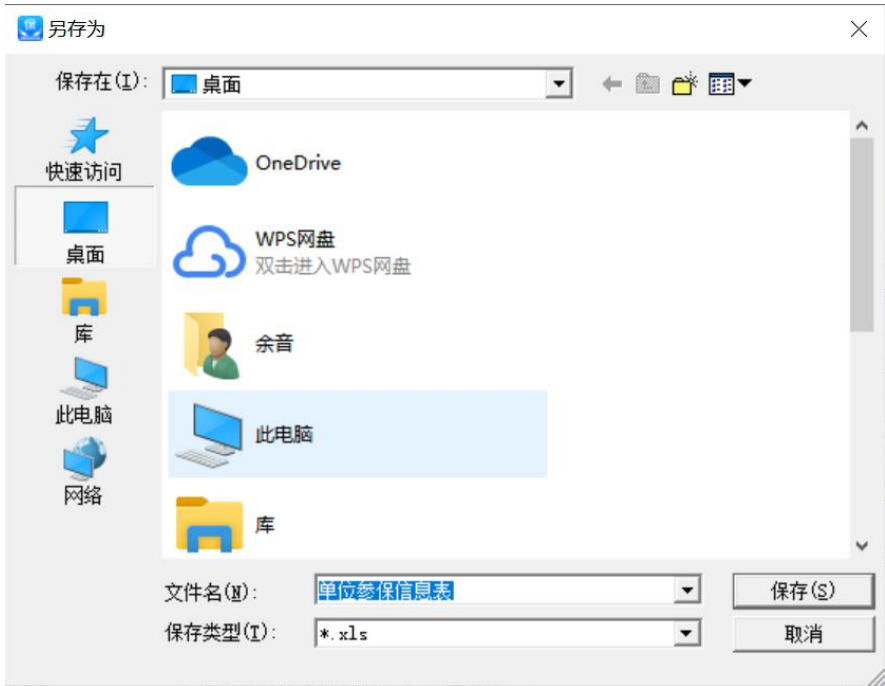 另存为
保存在(I):
桌面
快速访问
桌面
库
此电脑
网络
OneDrive
WPS网盘
双击进入WPS网盘
余音
此电脑
库
文件名(N):
单位参保信息表
保存(S)
保存类型(T):
*.xls
取消